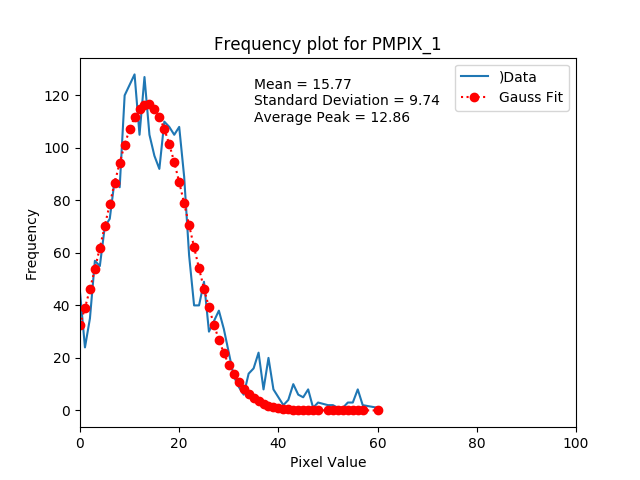 Frequency plot for PMPIX_1
Mean = 15.77
Standard Deviation = 9.74
Average Peak = 12.86
)Data
Gauss Fit
Frequency
120
100
80
60
40
20
0
0 20 40 60 80 100
Pixel Value